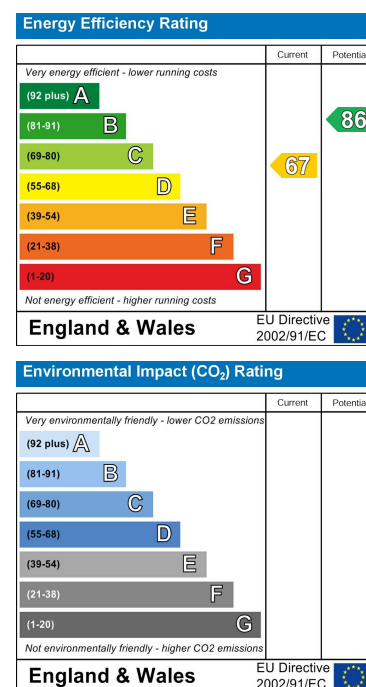 Energy Efficiency Rating
Current Potentia
Very energy efficient - lower running costs
(92 plus) A
(81-91) B
86
(69-80) C
67
(55-68) D
(39-54) E
(21-38) F
(1-20) G
Not energy efficient - higher running costs
England & Wales
EU Directive
2002/91/EC
Environmental Impact (CO₂) Rating
Current Potentia
Very environmentally friendly - lower CO2 emissions
(92 plus) A
(81-91) B
(69-80) C
(55-68) D
(39-54) E
(21-38) F
(1-20) G
Not environmentally friendly - higher CO2 emissions
England & Wales
EU Directive
2002/91/EC